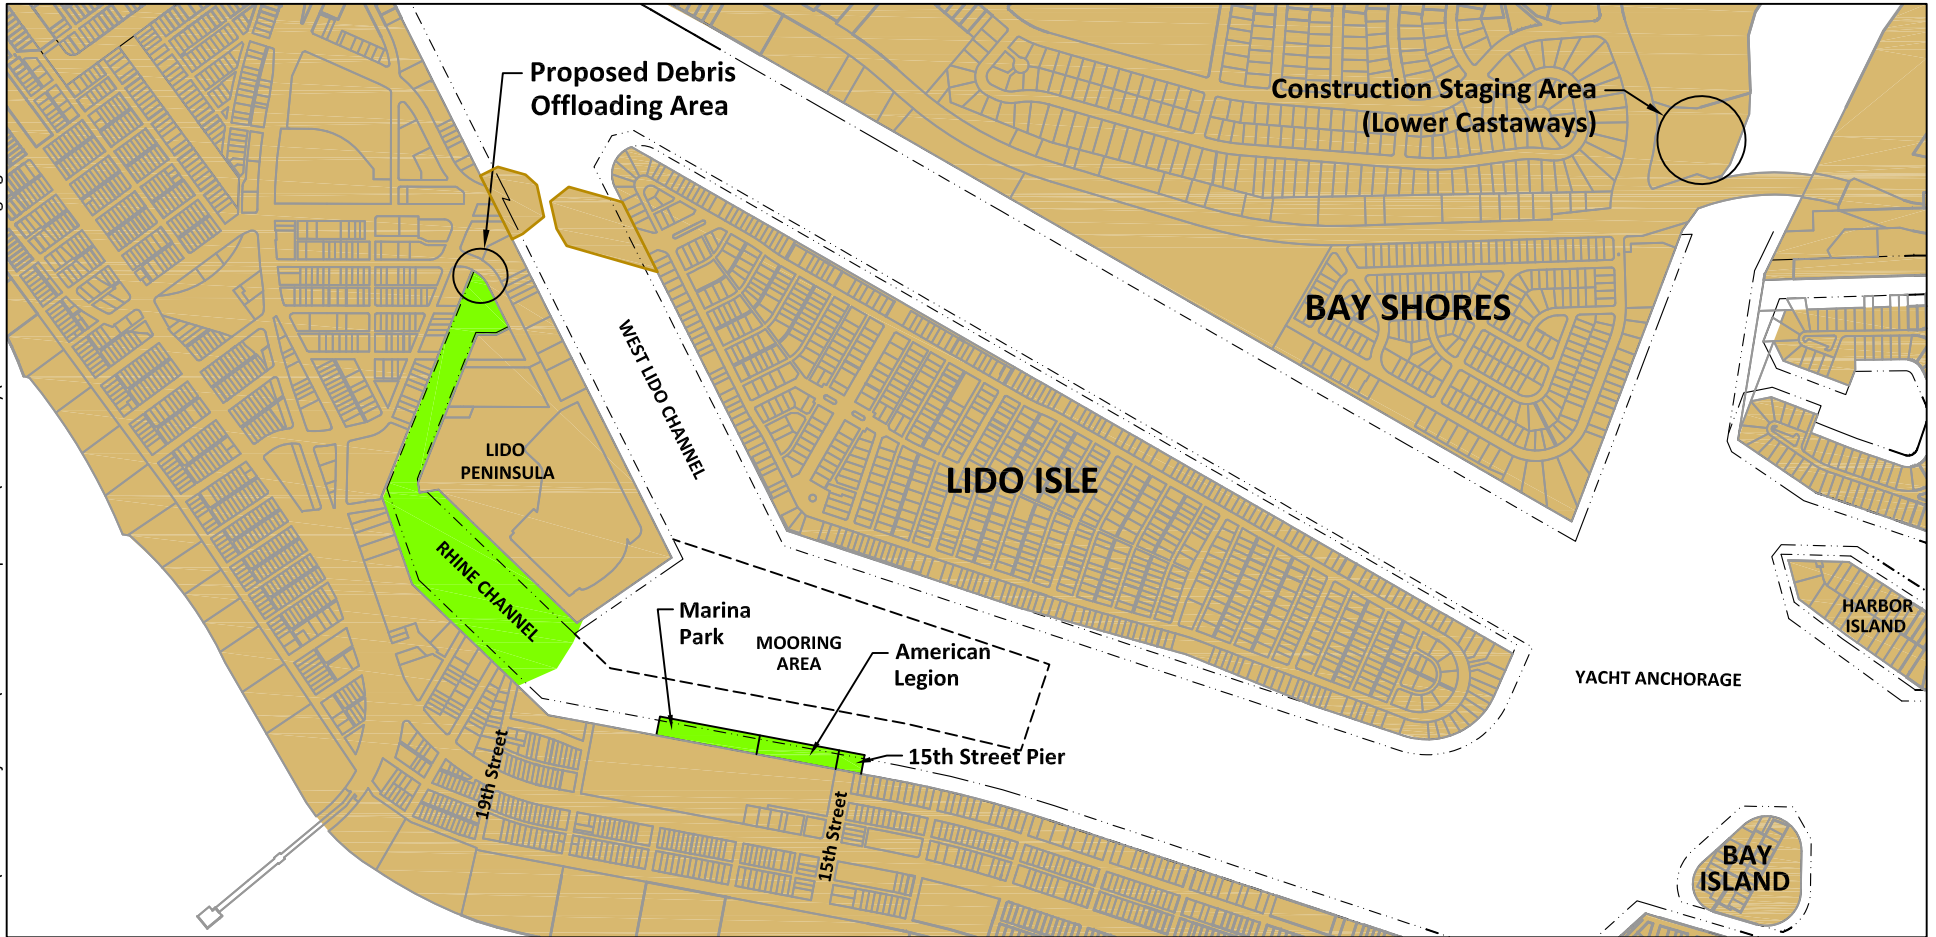 Proposed Debris
Offloading Area
Construction Staging Area
(Lower Castaways)
BAY SHORES
WEST LIDO CHANNEL
LIDO
PENINSULA
LIDO ISLE
RHINE CHANNEL
Marina
Park
MOORING
AREA
American
Legion
HARBOR
ISLAND
YACHT ANCHORAGE
15th Street Pier
19th Street
15th Street
BAY
ISLAND